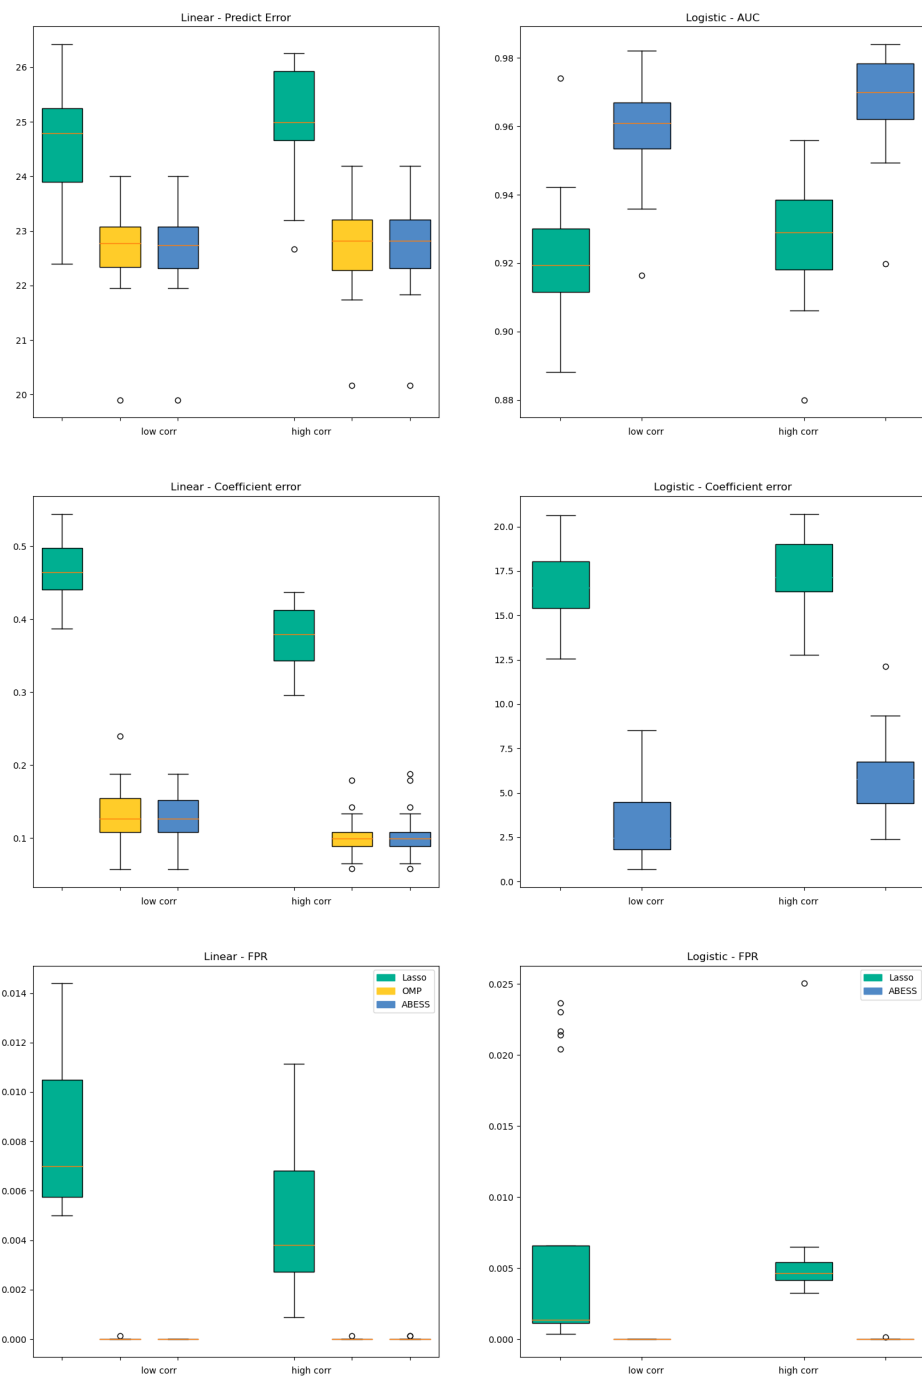 Linear - Predict Error
26
25
24
23
22
21
20
low corr
high corr
Logistic - AUC
0.98
0.96
0.94
0.92
0.90
0.88
low corr
high corr
Linear - Coefficient error
0.5
0.4
0.3
0.2
0.1
low corr
high corr
Logistic - Coefficient error
20.0
17.5
15.0
12.5
10.0
7.5
5.0
2.5
0.0
low corr
high corr
Linear - FPR
Lasso
OMP
ABESS
0.014
0.012
0.010
0.008
0.006
0.004
0.002
0.000
low corr
high corr
Logistic - FPR
Lasso
ABESS
0.025
0.020
0.015
0.010
0.005
0.000
low corr
high corr